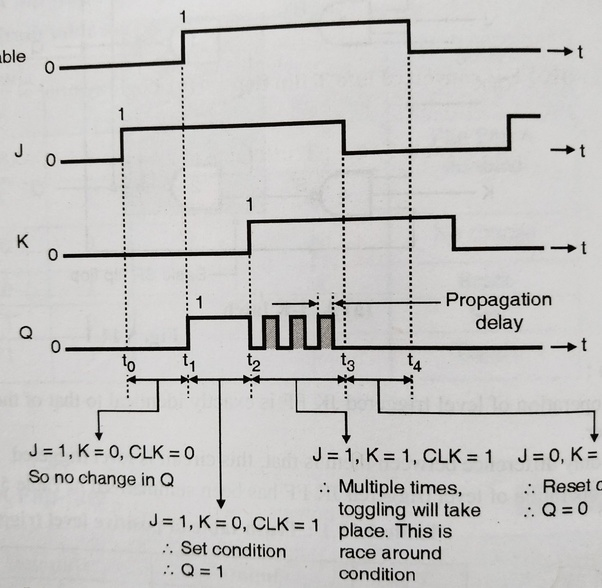 able
1
0
t
J
1
0
t
K
1
0
t
Propagation
delay
Q
1
0
t
t0 t1 t2 t3 t4
J = 1, K = 0, CLK = 0
So no change in Q
J = 1, K = 0, CLK = 1
∴ Set condition
∴ Q = 1
J = 1, K = 1, CLK = 1
∴ Multiple times,
toggling will take
place. This is
race around
condition
J = 0, K =
∴ Reset
∴ Q = 0